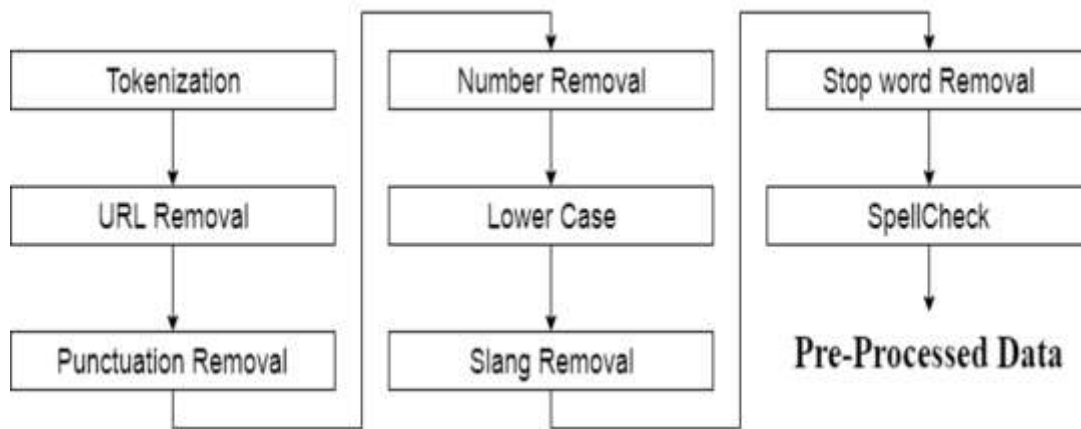 Tokenization
URL Removal
Punctuation Removal
Number Removal
Lower Case
Slang Removal
Stop word Removal
SpellCheck
Pre-Processed Data